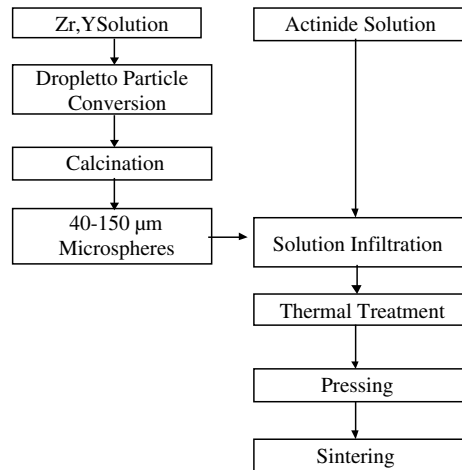 Zr,YSolution
Actinide Solution
Dropletto Particle
Conversion
Calcination
40-150 µm
Microspheres
Solution Infiltration
Thermal Treatment
Pressing
Sintering